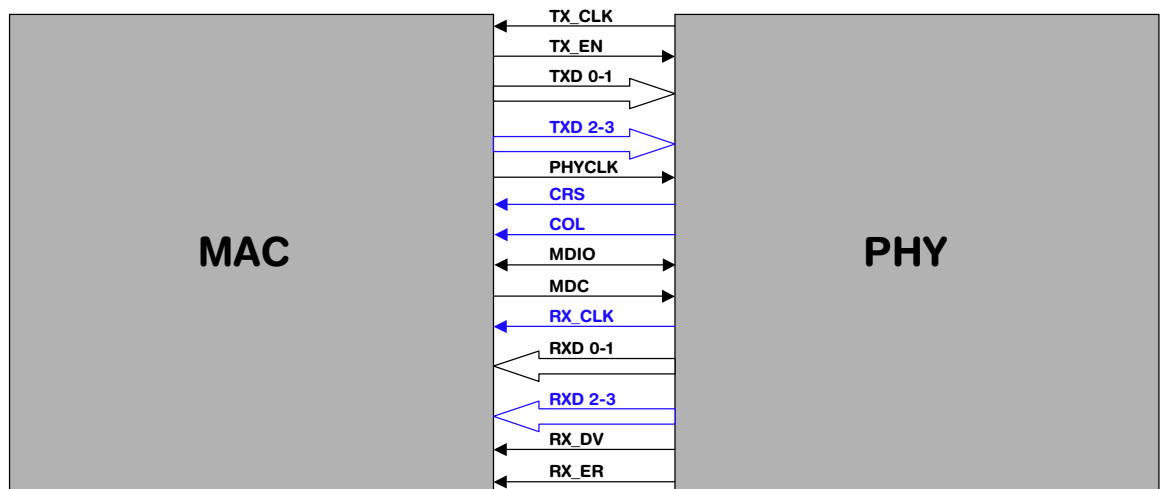 TX_CLK
TX_EN
TXD 0-1
TXD 2-3
PHYCLK
CRS
COL
MAC
PHY
MDIO
MDC
RX_CLK
RXD 0-1
RXD 2-3
RX_DV
RX_ER